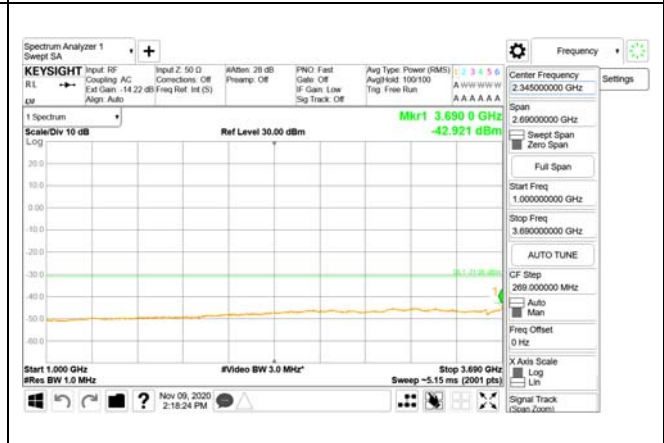 Spectrum Analyzer 1
Swept SA
+
Frequency
KEYSIGHT
RL
Input: RF
Coupling: AC
Ext Gain: -14.22 dB
Align: Auto
Input Z: 50 Ω
Corrections: Off
Freq Ref: Int (S)
#Atten: 28 dB
Preamp: Off
PNO: Fast
Gate: Off
IF Gain: Low
Sig Track: Off
Avg Type: Power (RMS)
Avg|Hold: 100/100
Trig: Free Run
1 2 3 4 5 6
A W W W W W
A A A A A A
1 Spectrum
Scale/Div 10 dB
Log
Ref Level 30.00 dBm
Mkr1 3.690 0 GHz
-42.921 dBm
20.0
10.0
0.00
-10.0
-20.0
-30.0
-40.0
-50.0
-60.0
1
Start 1.000 GHz
#Res BW 1.0 MHz
#Video BW 3.0 MHz*
Stop 3.690 GHz
Sweep ~5.15 ms (2001 pts)
?
Nov 09, 2020
2:18:24 PM
Center Frequency
2.345000000 GHz
Settings
Span
2.69000000 GHz
Swept Span
Zero Span
Full Span
Start Freq
1.000000000 GHz
Stop Freq
3.690000000 GHz
AUTO TUNE
CF Step
269.000000 MHz
Auto
Man
Freq Offset
0 Hz
X Axis Scale
Log
Lin
Signal Track
(Span Zoom)